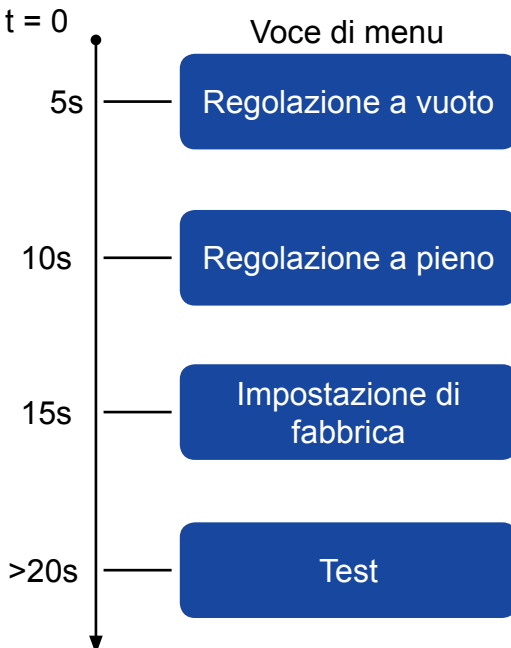 t = 0
Voce di menu
5s
Regolazione a vuoto
10s
Regolazione a pieno
15s
Impostazione di
fabbrica
>20s
Test